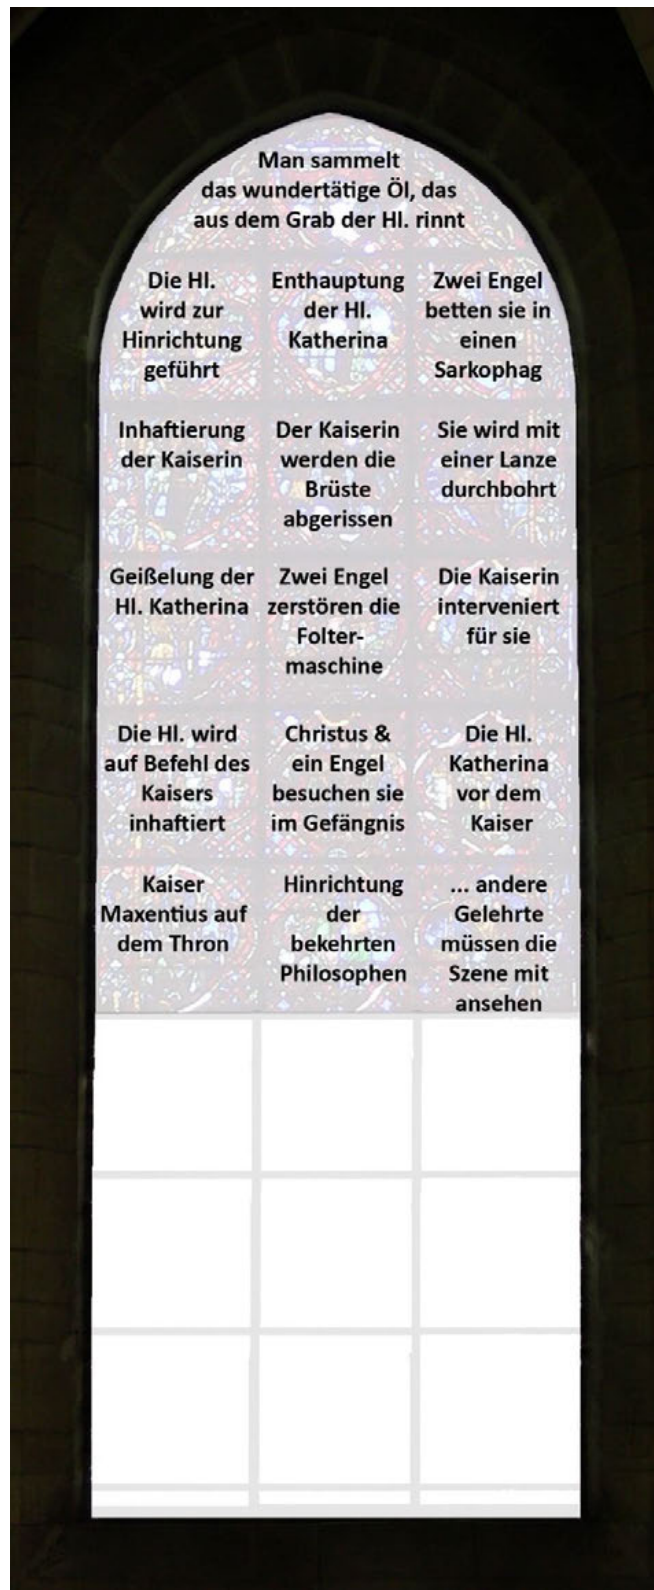 Man sammelt
das wundertätige Öl, das
aus dem Grab der Hl. rinnt
Die Hl.
wird zur
Hinrichtung
geführt
Enthauptung
der Hl.
Katherina
Zwei Engel
betten sie in
einen
Sarkophag
Inhaftierung
der Kaiserin
Der Kaiserin
werden die
Brüste
abgerissen
Sie wird mit
einer Lanze
durchbohrt
Geißelung der
Hl. Katherina
Zwei Engel
zerstören die
Folter-
maschine
Die Kaiserin
interveniert
für sie
Die Hl. wird
auf Befehl des
Kaisers
inhaftiert
Christus &
ein Engel
besuchen sie
im Gefängnis
Die Hl.
Katherina
vor dem
Kaiser
Kaiser
Maxentius auf
dem Thron
Hinrichtung
der
bekehrten
Philosophen
... andere
Gelehrte
müssen die
Szene mit
ansehen